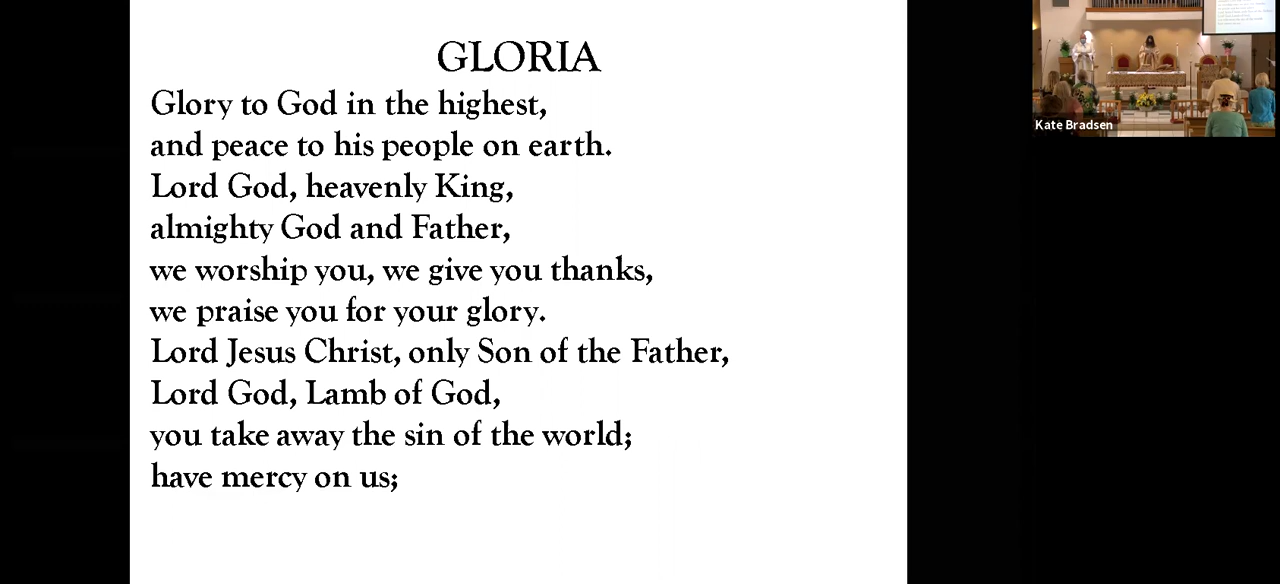 GLORIA
Glory to God in the highest,
and peace to his people on earth.
Lord God, heavenly King,
almighty God and Father,
we worship you, we give you thanks,
we praise you for your glory.
Lord Jesus Christ, only Son of the Father,
Lord God, Lamb of God,
you take away the sin of the world;
have mercy on us;
Kate Bradsen